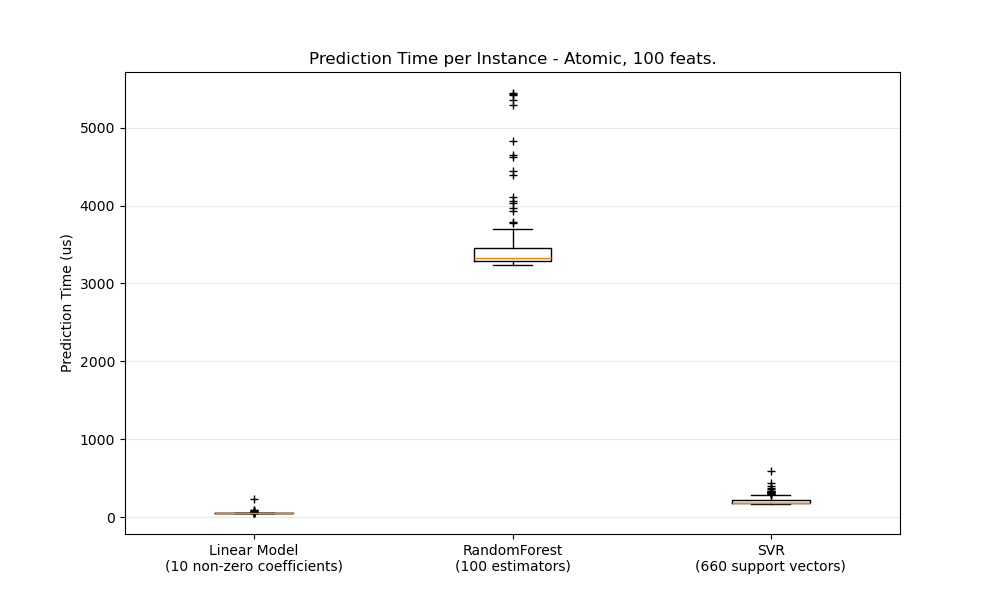 Prediction Time per Instance - Atomic, 100 feats.
Prediction Time (us)
5000
4000
3000
2000
1000
0
Linear Model
(10 non-zero coefficients)
RandomForest
(100 estimators)
SVR
(660 support vectors)